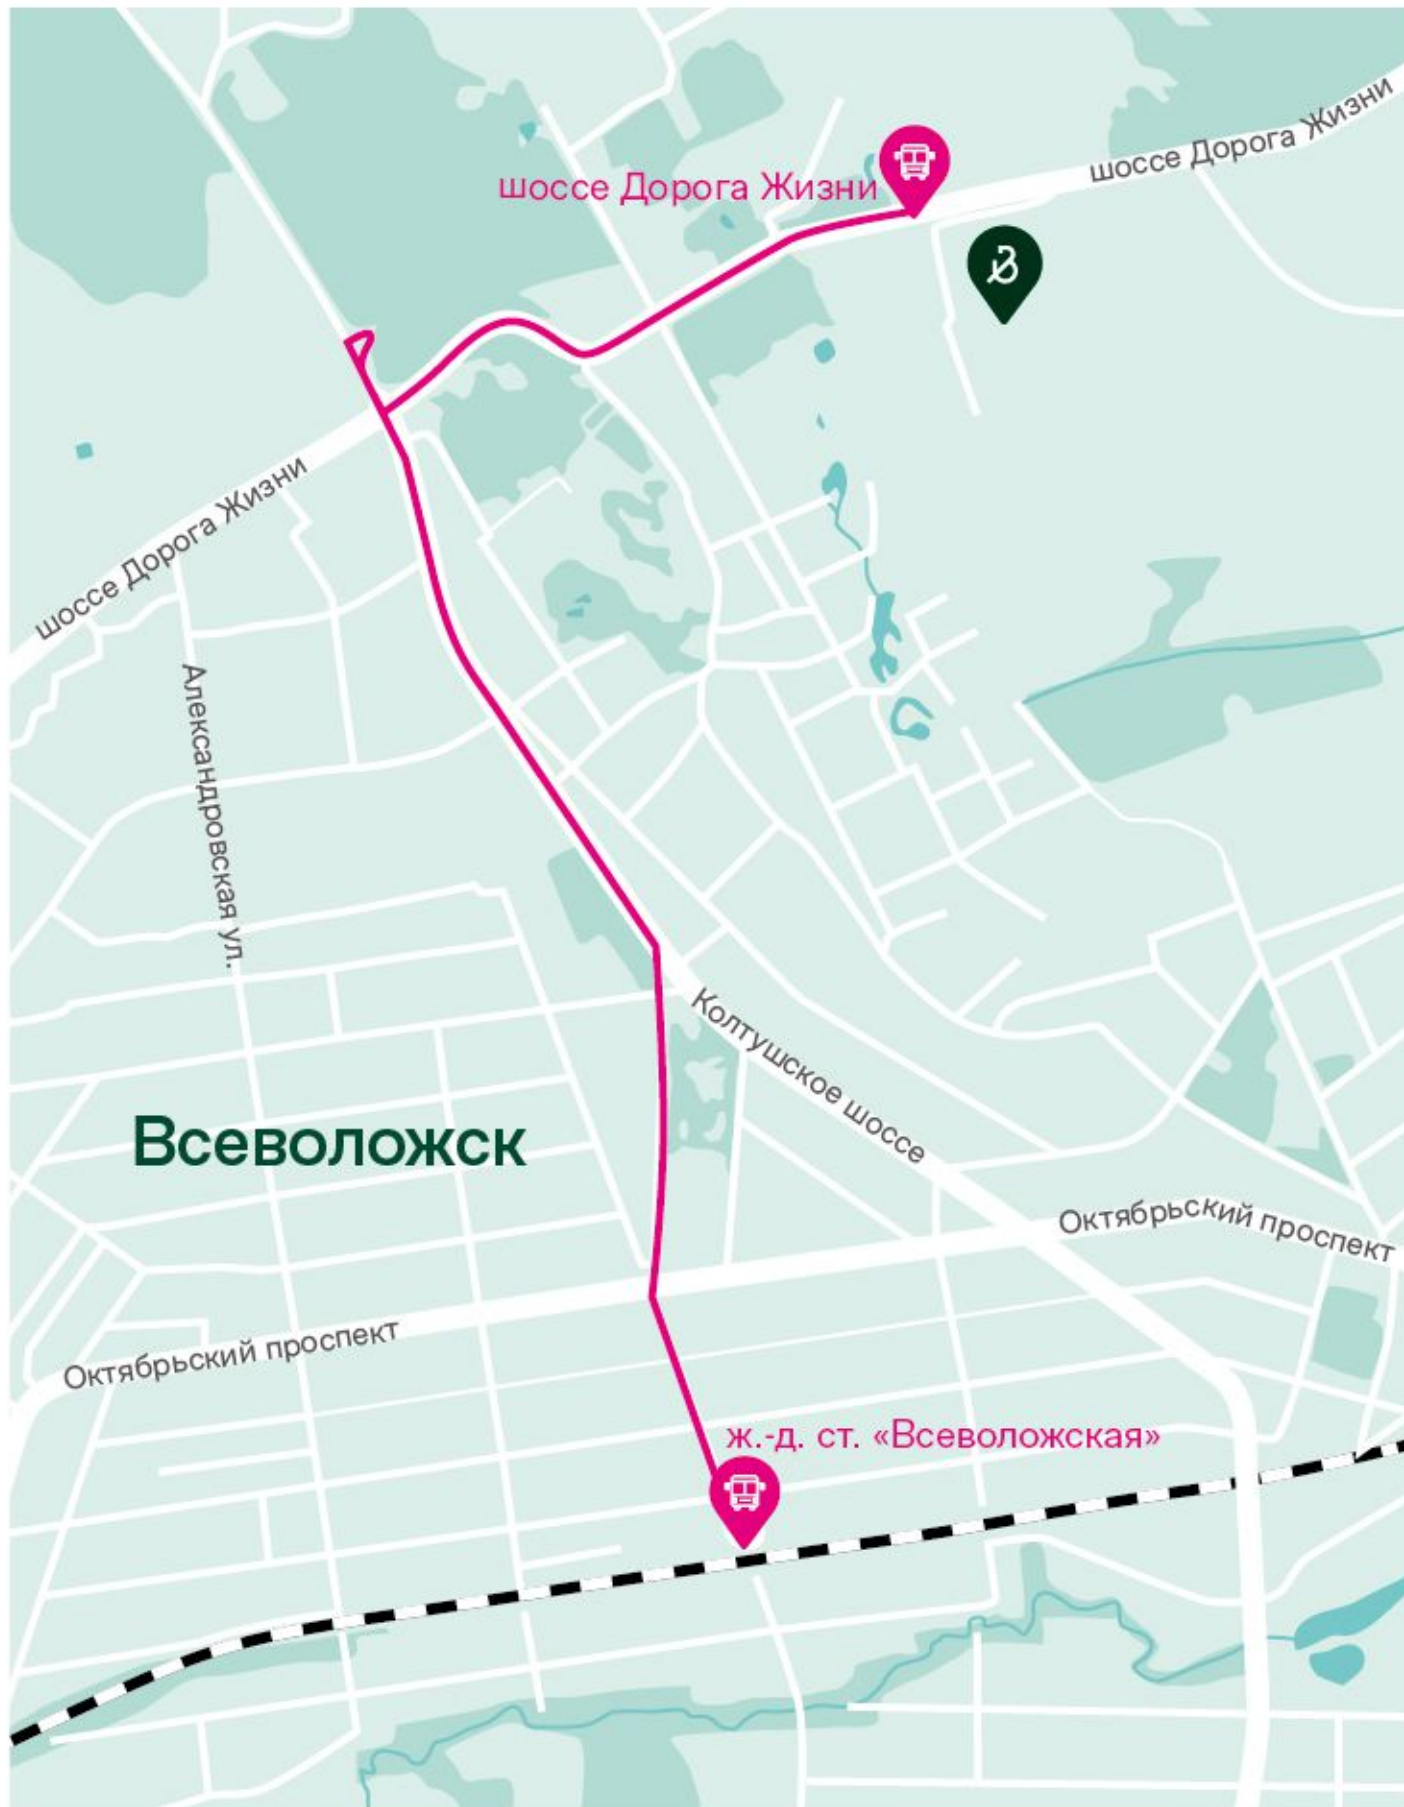 шоссе Дорога Жизни
шоссе Дорога Жизни
шоссе Дорога Жизни
Александровская ул.
Колтушское шоссе
Всеволожск
Октябрьский проспект
Октябрьский проспект
ж.-д. ст. «Всеволожская»